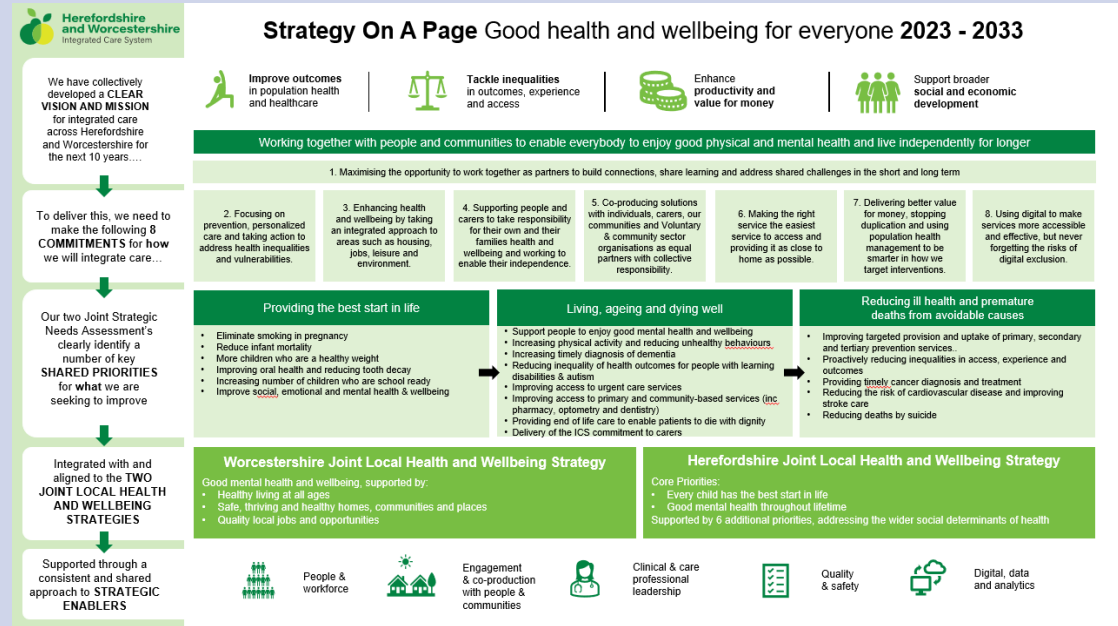 Herefordshire
and Worcestershire
Integrated Care System
Strategy On A Page Good health and wellbeing for everyone 2023 - 2033
We have collectively
developed a CLEAR
VISION AND MISSION
for integrated care
across Herefordshire
and Worcestershire for
the next 10 years….
Improve outcomes
in population health
and healthcare
Tackle inequalities
in outcomes, experience
and access
Enhance
productivity and
value for money
Support broader
social and economic
development
Working together with people and communities to enable everybody to enjoy good physical and mental health and live independently for longer
1. Maximising the opportunity to work together as partners to build connections, share learning and address shared challenges in the short and long term
To deliver this, we need to
make the following 8
COMMITMENTS for how
we will integrate care…
2. Focusing on
prevention, personalized
care and taking action to
address health inequalities
and vulnerabilities.
3. Enhancing health
and wellbeing by taking
an integrated approach to
areas such as housing,
jobs, leisure and
environment.
4. Supporting people and
carers to take responsibility
for their own and their
families health and
wellbeing and working to
enable their independence.
5. Co-producing solutions
with individuals, carers, our
communities and Voluntary
& community sector
organisations as equal
partners with collective
responsibility.
6. Making the right
service the easiest
service to access and
providing it as close to
home as possible.
7. Delivering better value
for money, stopping
duplication and using
population health
management to be
smarter in how we
target interventions.
8. Using digital to make
services more accessible
and effective, but never
forgetting the risks of
digital exclusion.
Our two Joint Strategic
Needs Assessment's
clearly identify a
number of key
SHARED PRIORITIES
for what we are
seeking to improve
Providing the best start in life
• Eliminate smoking in pregnancy
• Reduce infant mortality
• More children who are a healthy weight
• Improving oral health and reducing tooth decay
• Increasing number of children who are school ready
• Improve social, emotional and mental health & wellbeing
Living, ageing and dying well
• Support people to enjoy good mental health and wellbeing
• Increasing physical activity and reducing unhealthy behaviours
• Increasing timely diagnosis of dementia
• Reducing inequality of health outcomes for people with learning
disabilities & autism
• Improving access to urgent care services
• Improving access to primary and community-based services (inc
pharmacy, optometry and dentistry)
• Providing end of life care to enable patients to die with dignity
• Delivery of the ICS commitment to carers
Reducing ill health and premature
deaths from avoidable causes
• Improving targeted provision and uptake of primary, secondary
and tertiary prevention services..
• Proactively reducing inequalities in access, experience and
outcomes
• Providing timely cancer diagnosis and treatment
• Reducing the risk of cardiovascular disease and improving
stroke care
• Reducing deaths by suicide
Integrated with and
aligned to the TWO
JOINT LOCAL HEALTH
AND WELLBEING
STRATEGIES
Worcestershire Joint Local Health and Wellbeing Strategy
Good mental health and wellbeing, supported by:
• Healthy living at all ages
• Safe, thriving and healthy homes, communities and places
• Quality local jobs and opportunities
Herefordshire Joint Local Health and Wellbeing Strategy
Core Priorities:
• Every child has the best start in life
• Good mental health throughout lifetime
Supported by 6 additional priorities, addressing the wider social determinants of health
Supported through a
consistent and shared
approach to STRATEGIC
ENABLERS
People &
workforce
Engagement
& co-production
with people &
communities
Clinical & care
professional
leadership
Quality
& safety
Digital, data
and analytics